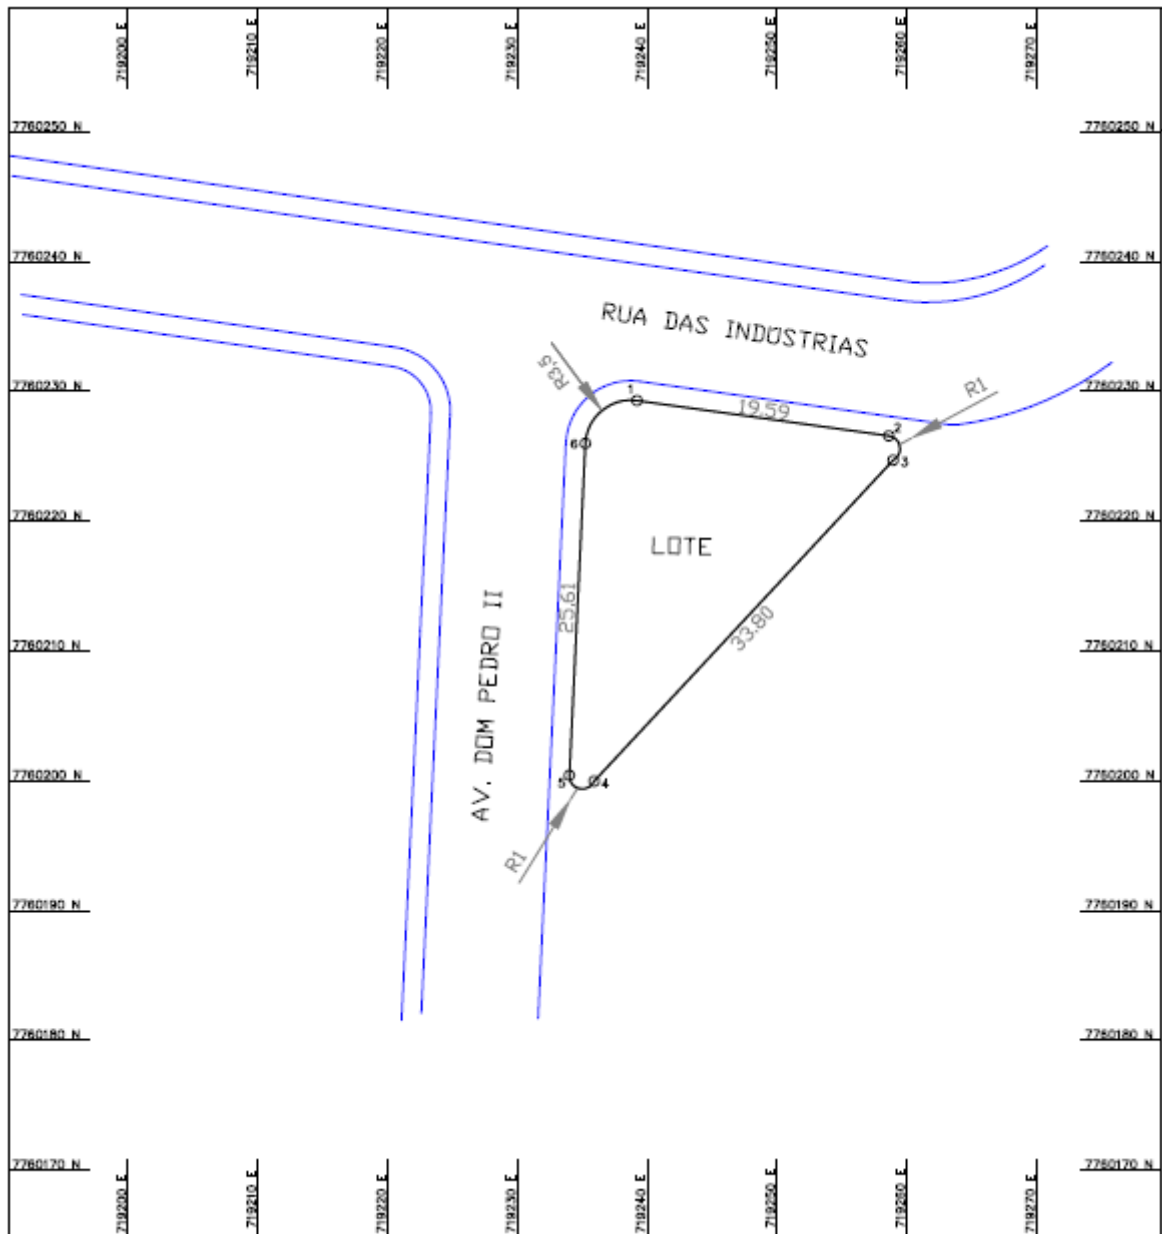 719200 E
719210 E
719220 E
719230 E
719240 E
719250 E
719260 E
719270 E
7760250 N
7760250 N
7760240 N
7760240 N
RUA DAS INDÚSTRIAS
R3,5
7760230 N
1
19.59
R1
7760230 N
2
6
3
7760220 N
7760220 N
LOTE
25.61
33.80
7760210 N
7760210 N
AV. DOM PEDRO II
7760200 N
5
4
7760200 N
R1
7760190 N
7760190 N
7760180 N
7760180 N
7760170 N
7760170 N
719200 E
719210 E
719220 E
719230 E
719240 E
719250 E
719260 E
719270 E